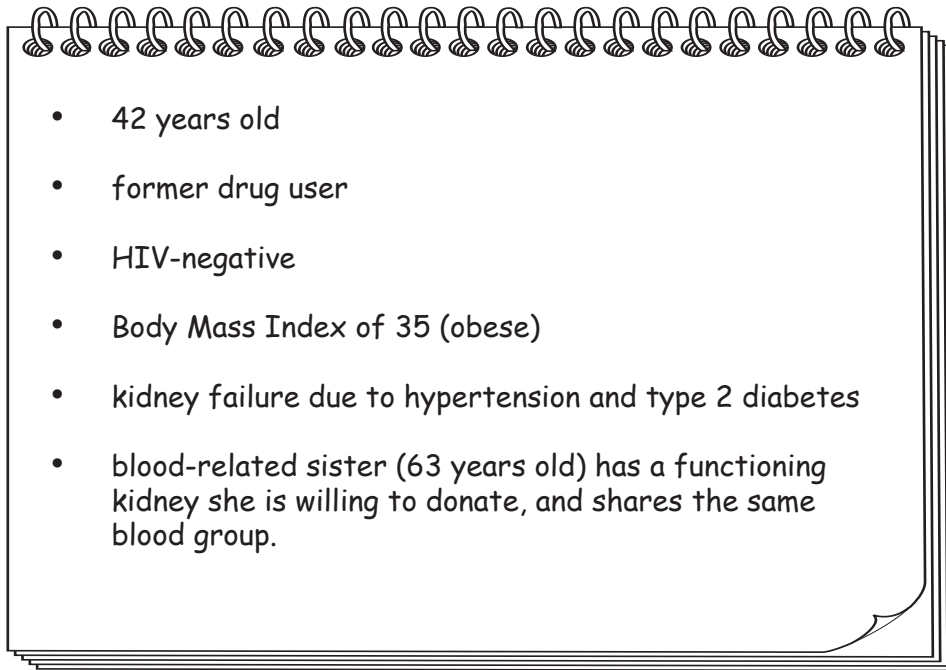 • 42 years old
• former drug user
• HIV-negative
• Body Mass Index of 35 (obese)
• kidney failure due to hypertension and type 2 diabetes
• blood-related sister (63 years old) has a functioning
kidney she is willing to donate, and shares the same
blood group.